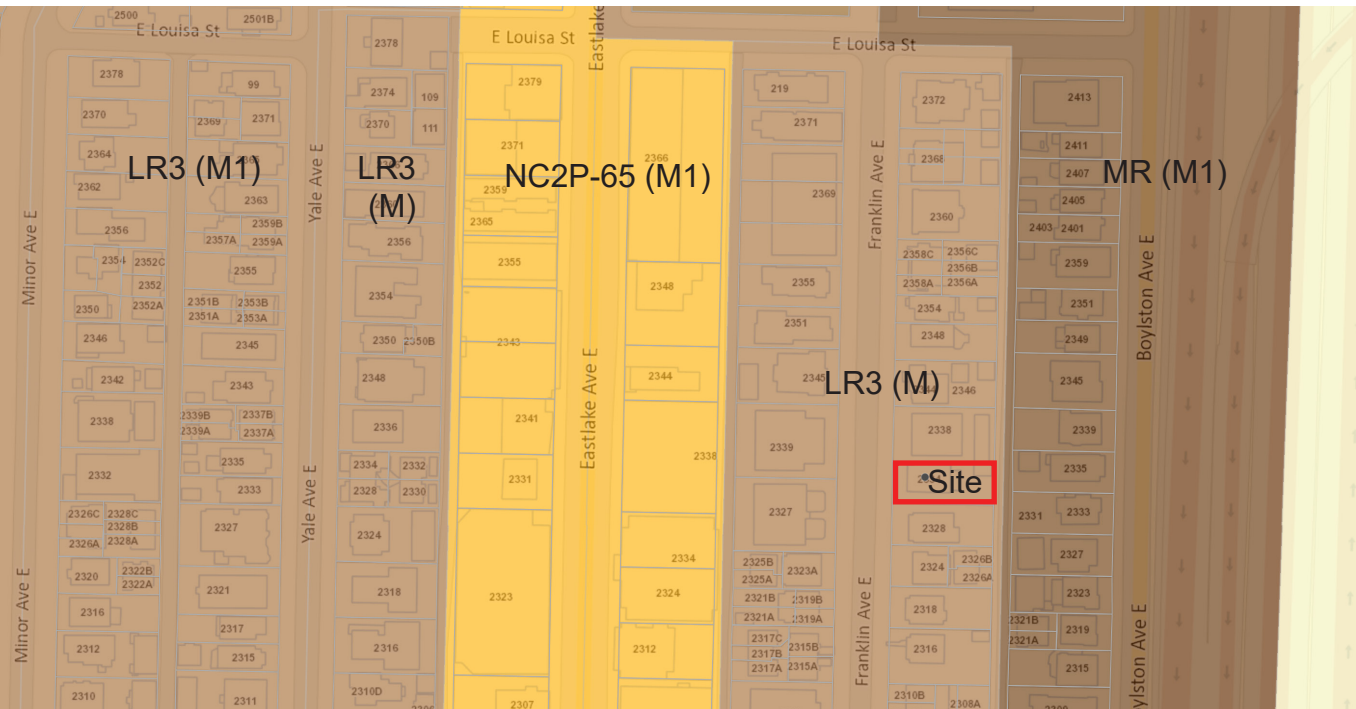 2500
E Louisa St
2501B
2378
99
2370
2369
2371
2364
LR3 (M1)
2362
2363
2356
2359B
2357A
2359A
2354
2352C
2355
2352
2350
2352A
2351B
2353B
2351A
2353A
2346
2345
2342
2343
2338
2339B
2337B
2339A
2337A
2332
2335
2333
2326C
2328C
2328B
2326A
2328A
2327
2320
2322B
2322A
2321
2316
2317
2312
2315
2310
2311
Minor Ave E
Minor Ave E
Yale Ave E
Yale Ave E
2378
2374
109
2370
111
LR3
(M)
2356
2354
2350
2350B
2348
2336
2334
2332
2328
2330
2324
2318
2316
2310D
E Louisa St
Eastlake
2379
2371
NC2P-65 (M1)
2359
2365
2355
2343
2341
2331
2323
2307
Eastlake Ave E
2366
2348
2344
2338
2334
2324
2312
E Louisa St
219
2371
2369
2355
2351
2345
LR3 (M)
2339
2327
2325B
2323A
2325A
2321B
2319B
2321A
2319A
2317C
2315B
2317B
2317A
2315A
Franklin Ave E
Franklin Ave E
2372
2368
2360
2358C
2356C
2356B
2358A
2356A
2354
2348
2344
2346
2338
Site
2328
2324
2326B
2326A
2318
2316
2310B
2308A
2413
2411
2407
MR (M1)
2405
2403
2401
2359
2351
2349
2345
2339
2335
2331
2333
2327
2323
2321B
2319
2321A
2315
Boylston Ave E
ylston Ave E